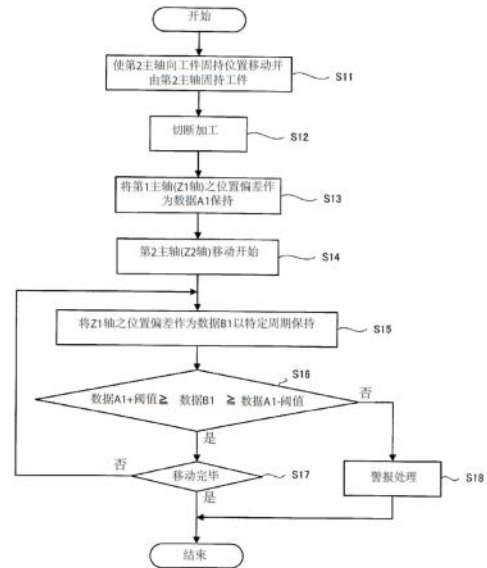 开始
使第2主轴向工件固持位置移动并
由第2主轴固持工件
S11
切断加工
S12
将第1主轴(Z1轴)之位置偏差作
为数据A1保持
S13
第2主轴(Z2轴)移动开始
S14
将Z1轴之位置偏差作为数据B1以特定周期保持
S15
S16
数据A1+阈值≧ 数据B1 ≧数据A1-阈值
否
是
否
移动完毕
S17
警报处理
S18
是
结束